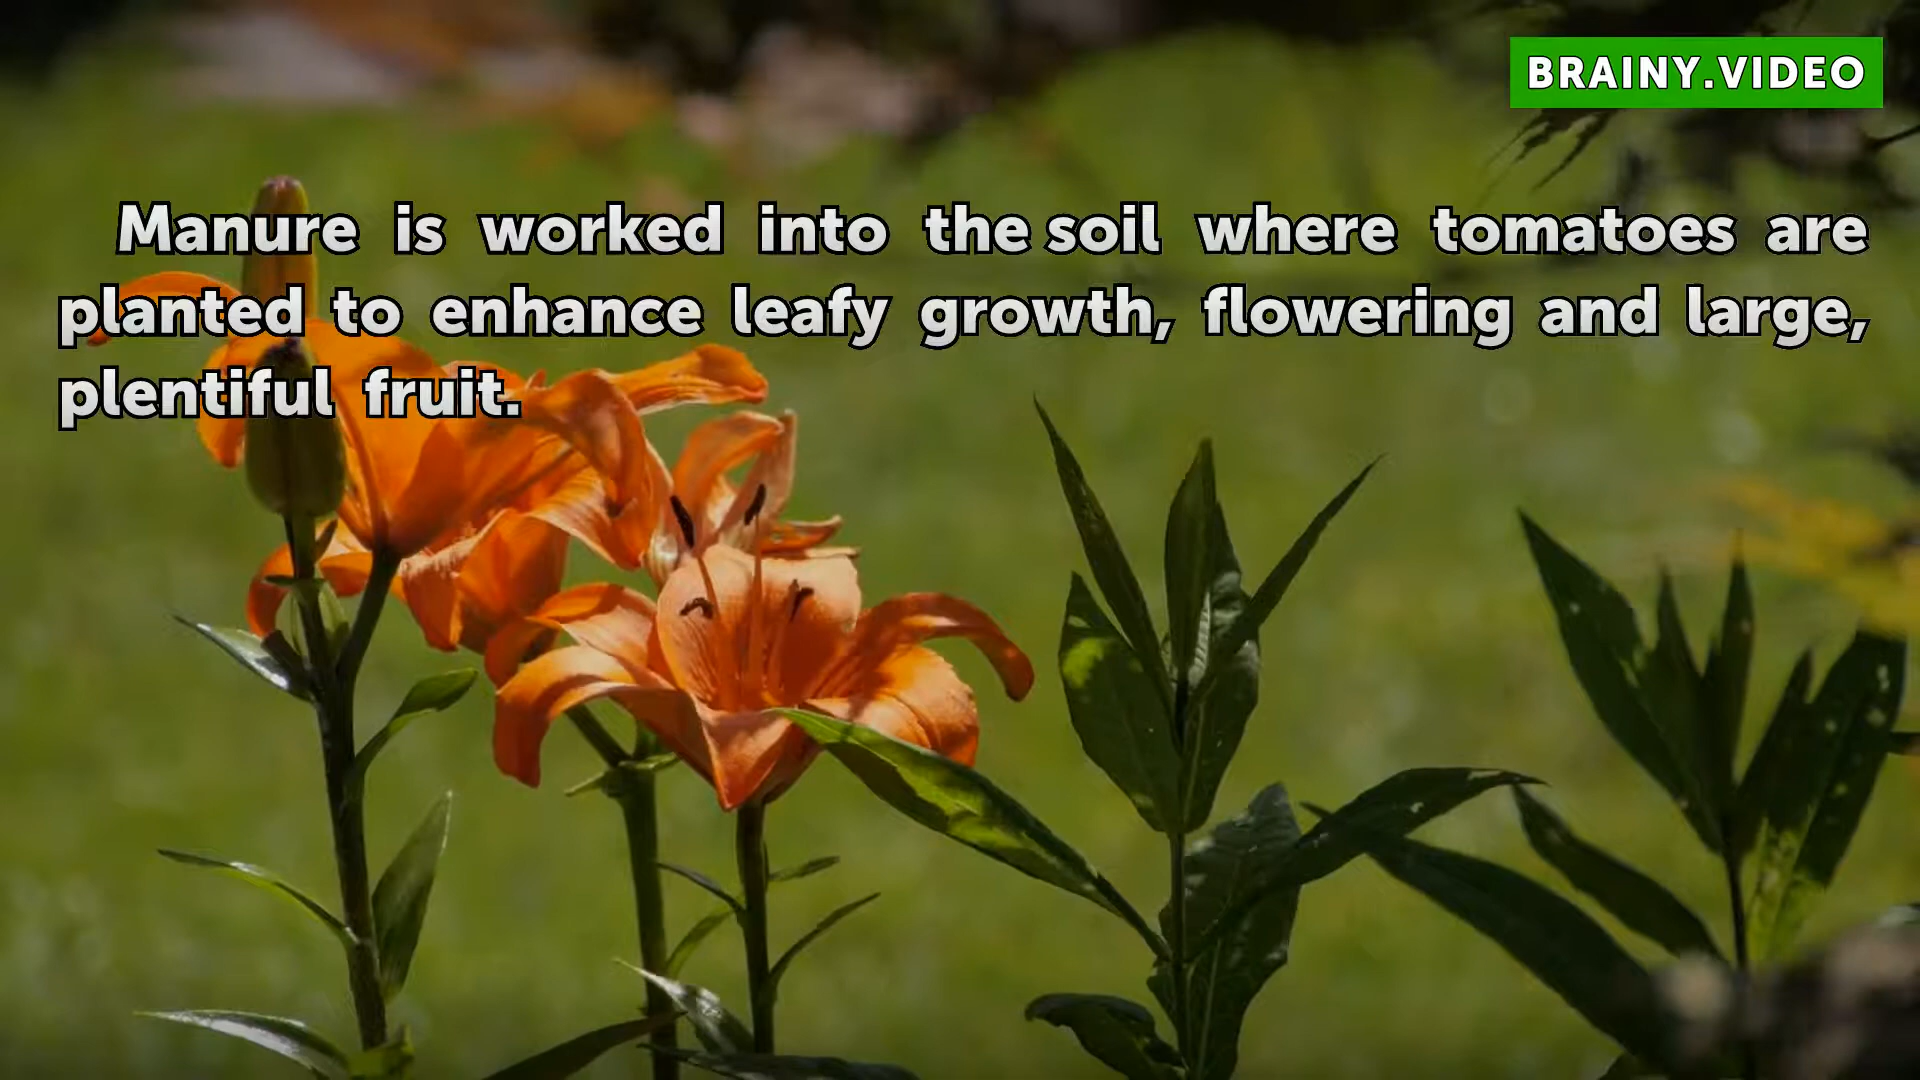 BRAINY.VIDEO
Manure is worked into the soil where tomatoes are
planted to enhance leafy growth, flowering and large,
plentiful fruit.